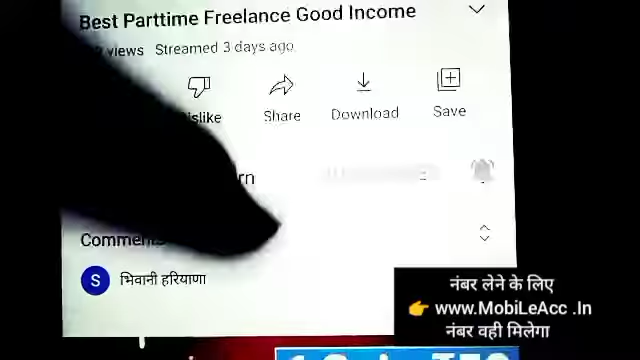 Best Parttime Freelance Good Income
views Streamed 3 days ago
Share Download Save
Comments
S भिवानी हरियाणा
नंबर लेने के लिए
👉 www.MobiLeAcc .In
नंबर वही मिलेगा